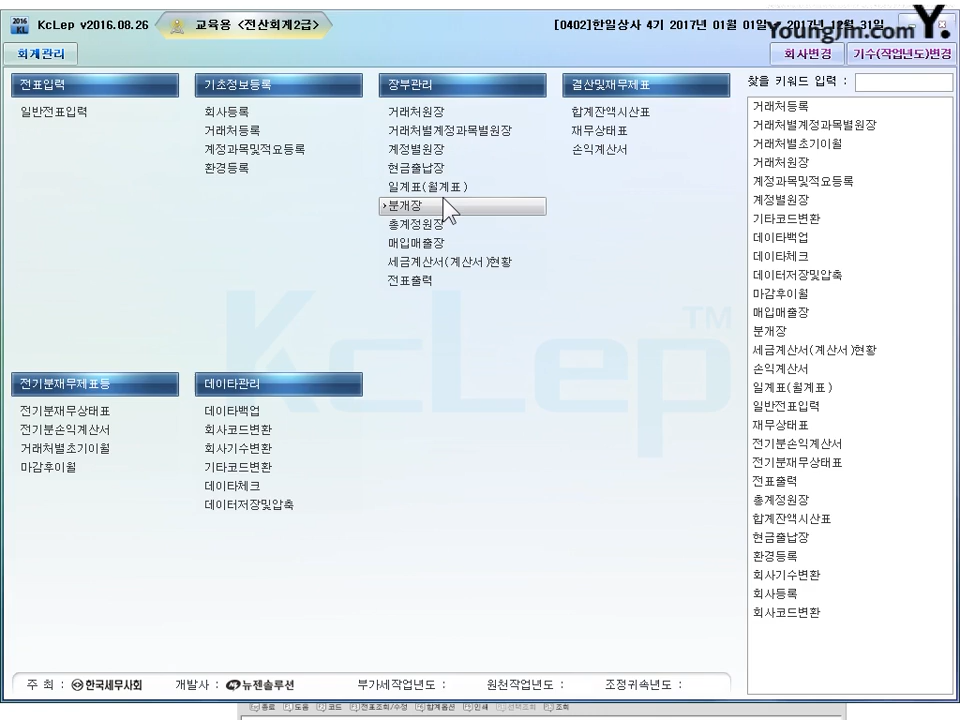 KcLep v2016.08.26
교육용 <전산회계2급>
[0402]한일상사 4기 2017년 01월 01일~ 2017년 12월 31일
YoungJin.com Y.
회계관리
회사변경
기수(작업년도)변경
전표입력
일반전표입력
기초정보등록
회사등록
거래처등록
계정과목및적요등록
환경등록
장부관리
거래처원장
거래처별계정과목별원장
계정별원장
현금출납장
일계표(월계표)
분개장
총계정원장
매입매출장
세금계산서(계산서)현황
전표출력
결산및재무제표
합계잔액시산표
재무상태표
손익계산서
찾을 키워드 입력 :
거래처등록
거래처별계정과목별원장
거래처별초기이월
거래처원장
계정과목및적요등록
계정별원장
기타코드변환
데이타백업
데이타체크
데이터저장및압축
마감후이월
매입매출장
분개장
세금계산서(계산서)현황
손익계산서
일계표(월계표)
일반전표입력
재무상태표
전기분손익계산서
전기분재무상태표
전표출력
총계정원장
합계잔액시산표
현금출납장
환경등록
회사기수변환
회사등록
회사코드변환
KcLep TM
전기분재무제표등
전기분재무상태표
전기분손익계산서
거래처별초기이월
마감후이월
데이타관리
데이타백업
회사코드변환
회사기수변환
기타코드변환
데이타체크
데이터저장및압축
주 최 : 한국세무사회
개발사 : 뉴젠솔루션
부가세작업년도 :
원천작업년도 :
조정귀속년도 :
종료 도움 코드 전표조회/수정 합계옵션 인쇄 선택조회 조회